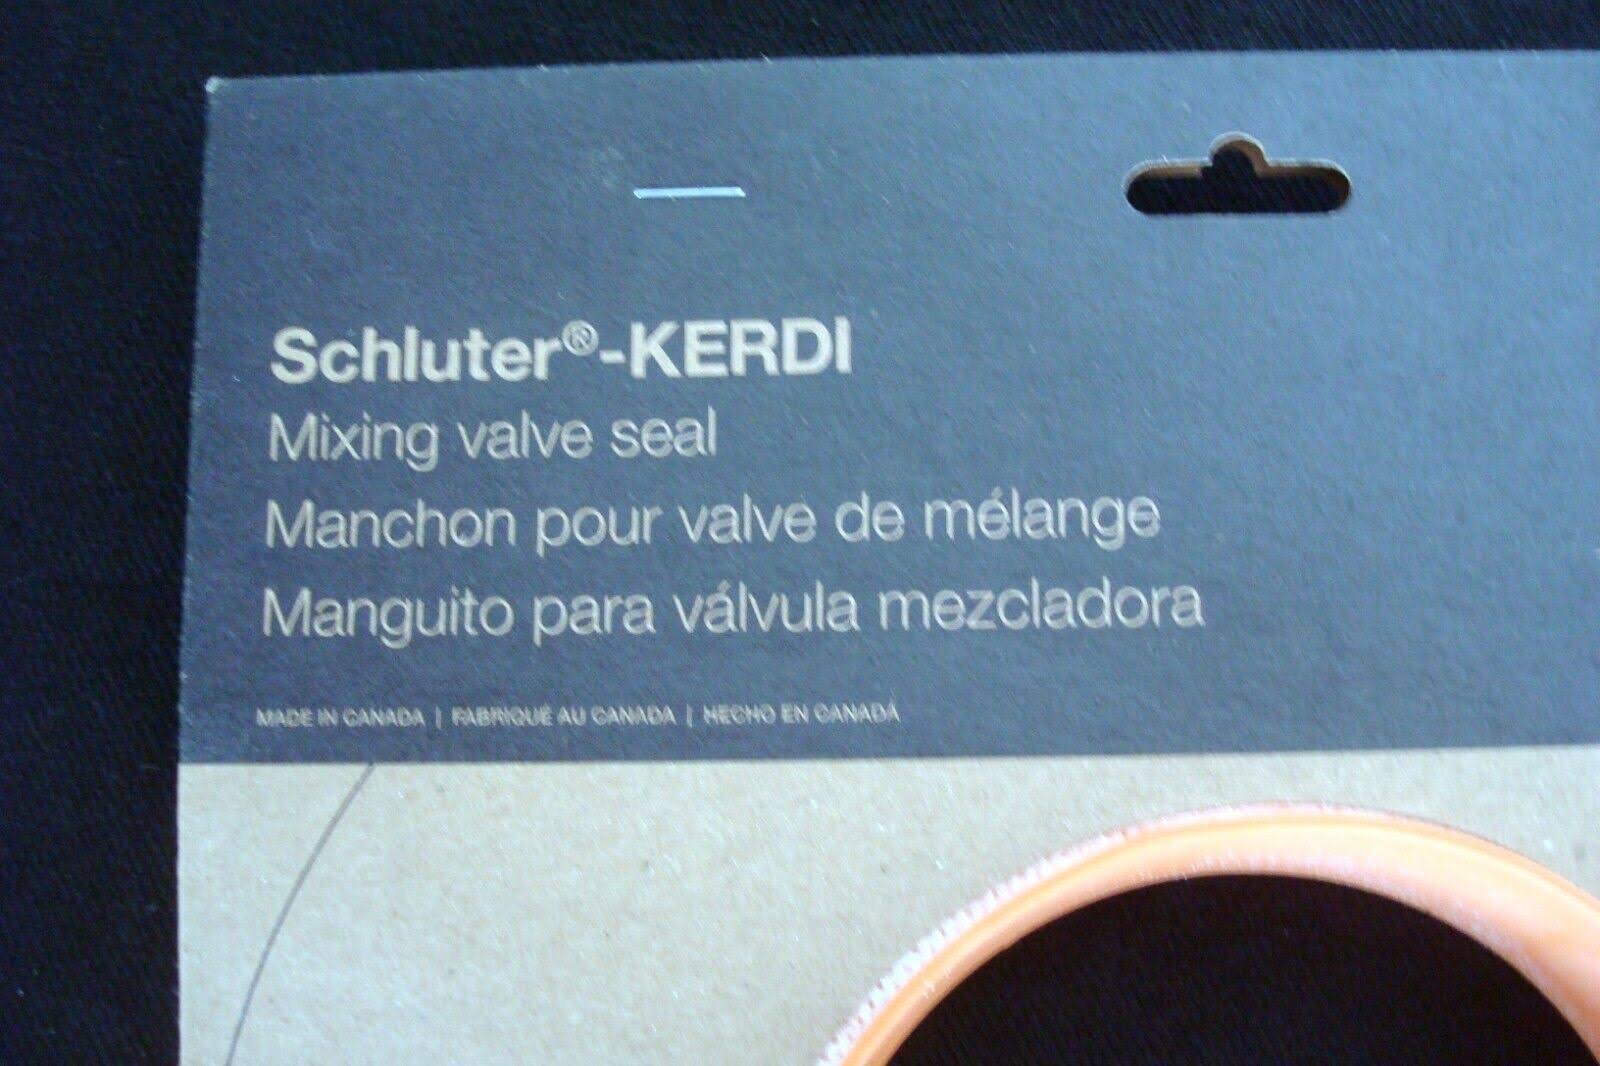 Schluter®-KERDI
Mixing valve seal
Manchon pour valve de mélange
Manguito para válvula mezcladora
MADE IN CANADA | FABRIQUÉ AU CANADA | HECHO EN CANADÁ